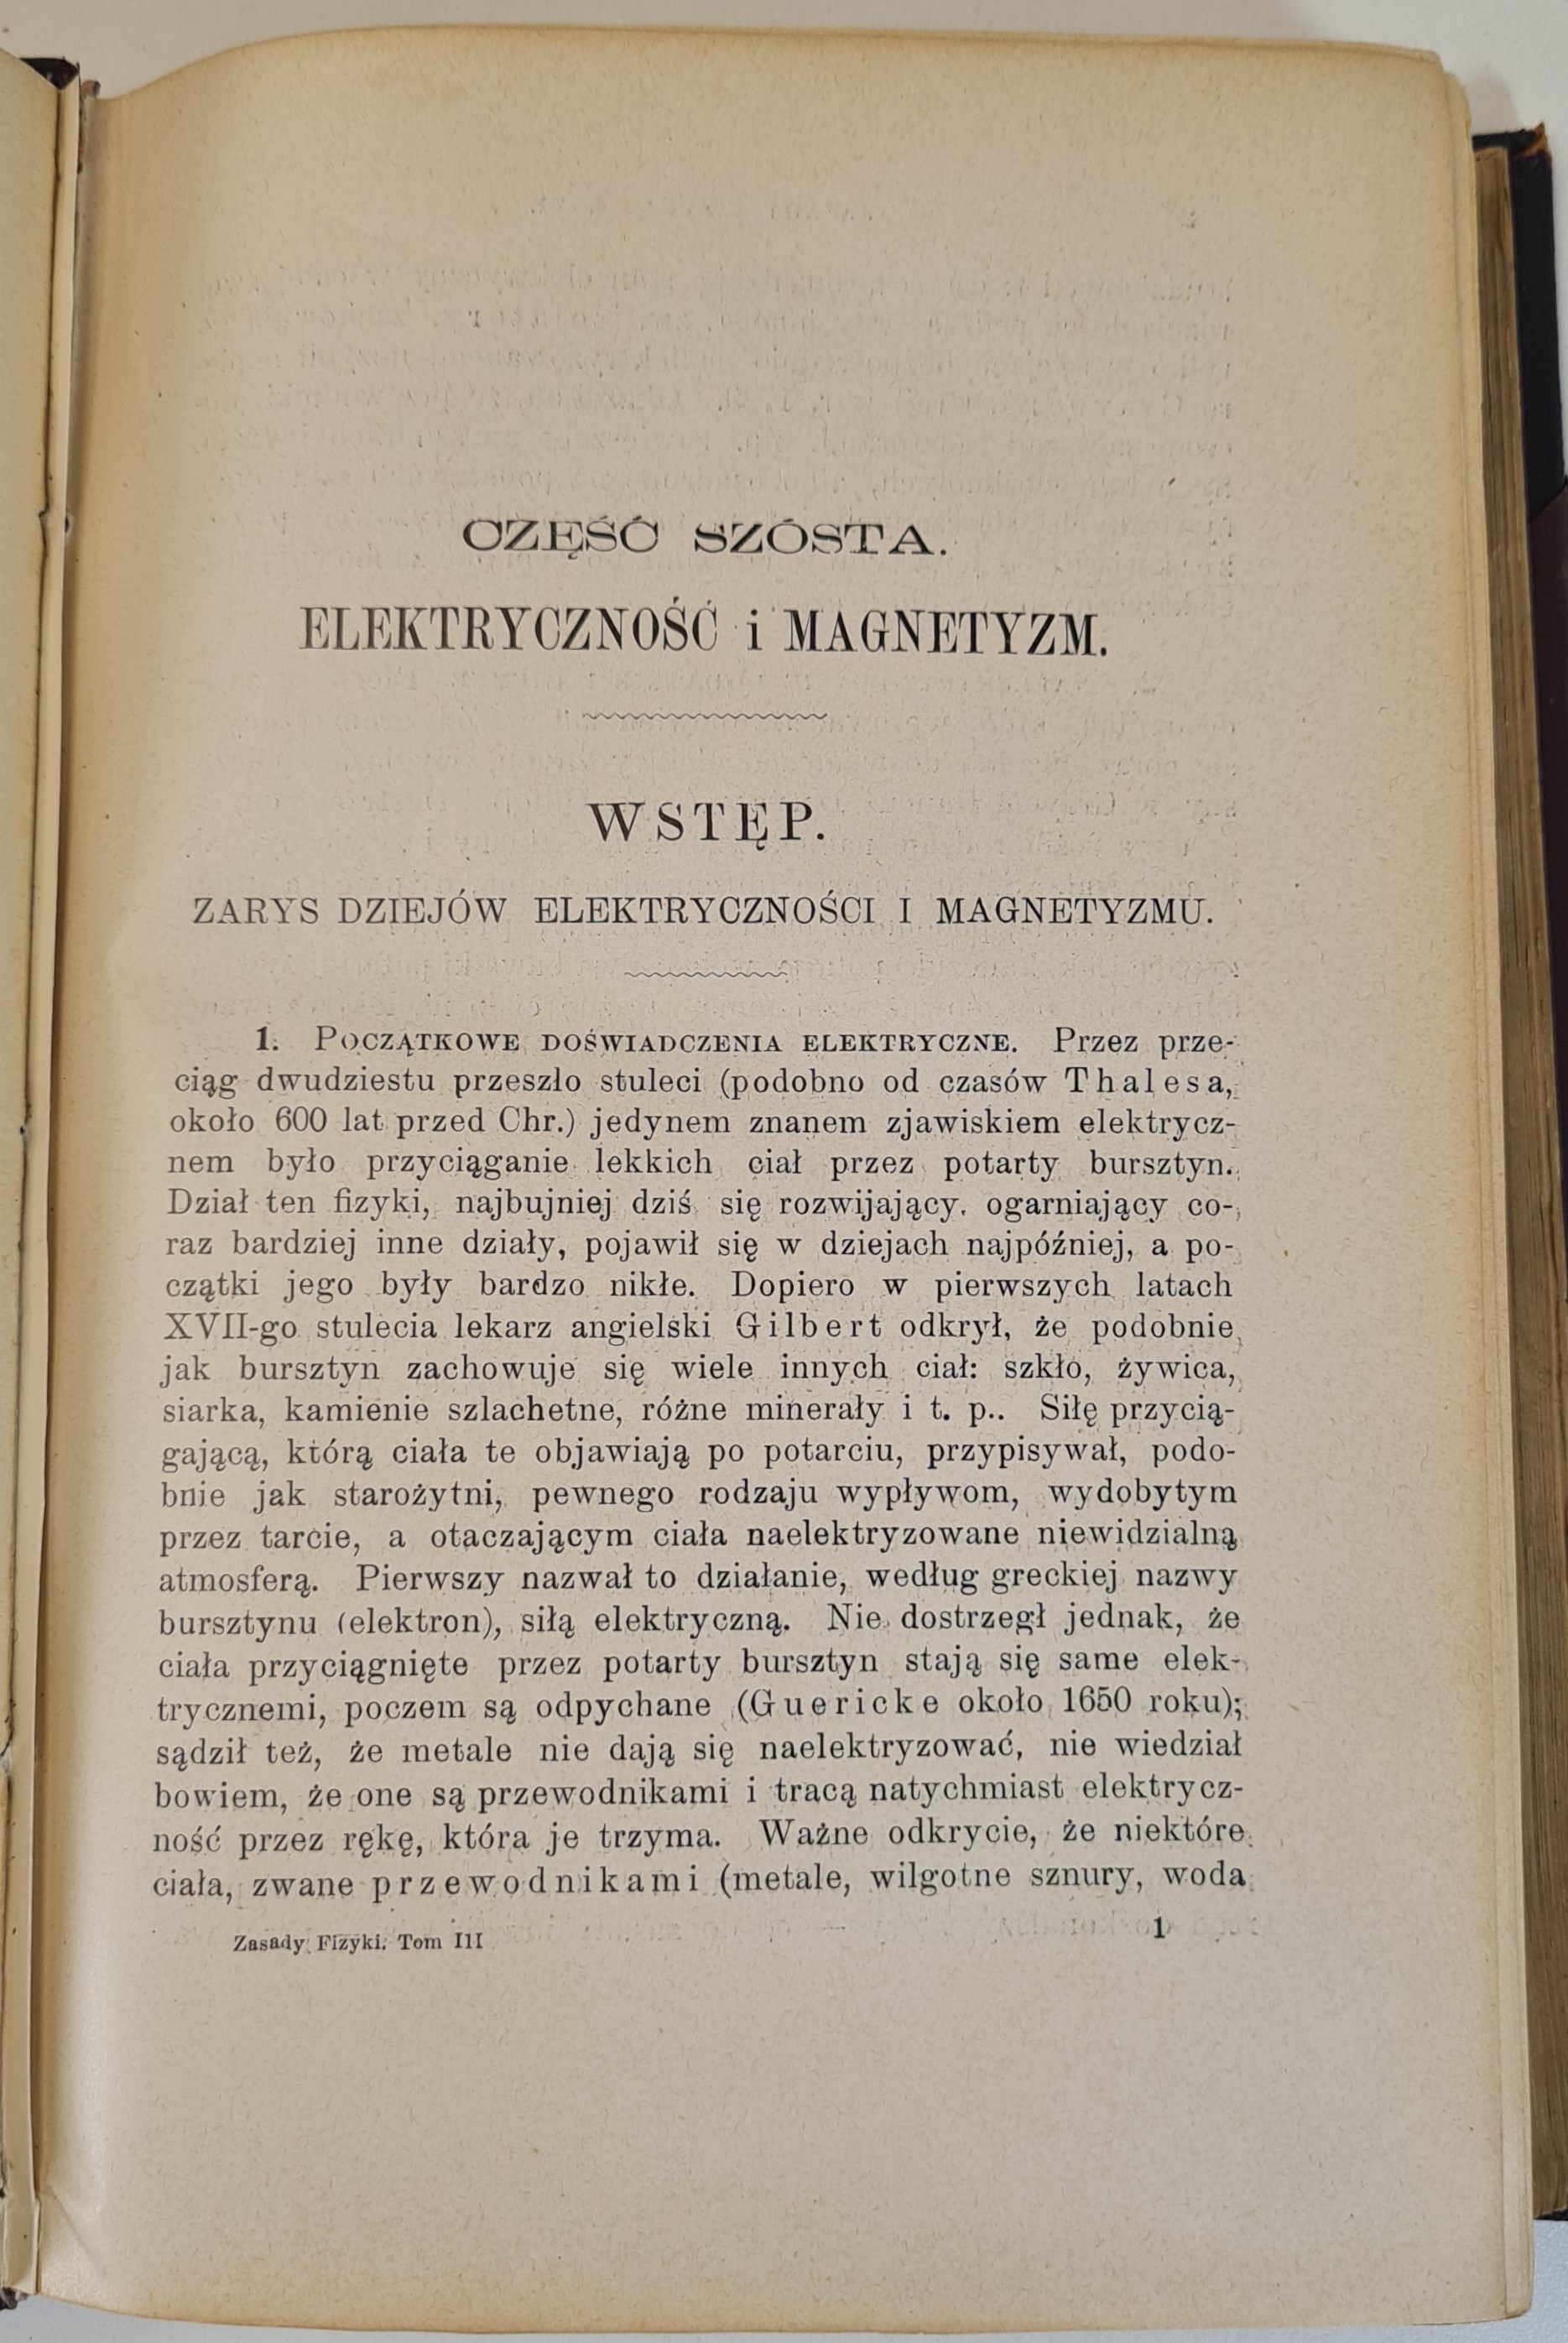 CZĘŚĆ SZÓSTA.
ELEKTRYCZNOŚĆ i MAGNETYZM.
WSTĘP.
ZARYS DZIEJÓW ELEKTRYCZNOŚCI I MAGNETYZMU.
1. POCZĄTKOWE DOŚWIADCZENIA ELEKTRYCZNE. Przez prze-
ciąg dwudziestu przeszło stuleci (podobno od czasów Thalesa,
około 600 lat przed Chr.) jedynem znanem zjawiskiem elektrycz-
nem było przyciąganie lekkich ciał przez potarty bursztyn.
Dział ten fizyki, najbujniej dziś się rozwijający, ogarniający co-
raz bardziej inne działy, pojawił się w dziejach najpóźniej, a po-
czątki jego były bardzo nikłe. Dopiero w pierwszych latach
XVII-go stulecia lekarz angielski Gilbert odkrył, że podobnie
jak bursztyn zachowuje się wiele innych ciał: szkło, żywica,
siarka, kamienie szlachetne, różne minerały i t. p.. Siłę przycią-
gającą, którą ciała te objawiają po potarciu, przypisywał, podo-
bnie jak starożytni, pewnego rodzaju wypływom, wydobytym
przez tarcie, a otaczającym ciała naelektryzowane niewidzialną
atmosferą. Pierwszy nazwał to działanie, według greckiej nazwy
bursztynu (elektron), siłą elektryczną. Nie dostrzegł jednak, że
ciała przyciągnięte przez potarty bursztyn stają się same elek-
trycznemi, poczem są odpychane (Guericke około 1650 roku);
sądził też, że metale nie dają się naelektryzować, nie wiedział
bowiem, że one są przewodnikami i tracą natychmiast elektrycz-
ność przez rękę, która je trzyma. Ważne odkrycie, że niektóre
ciała, zwane przewodnikami (metale, wilgotne sznury, woda
Zasady Fizyki. Tom III
1